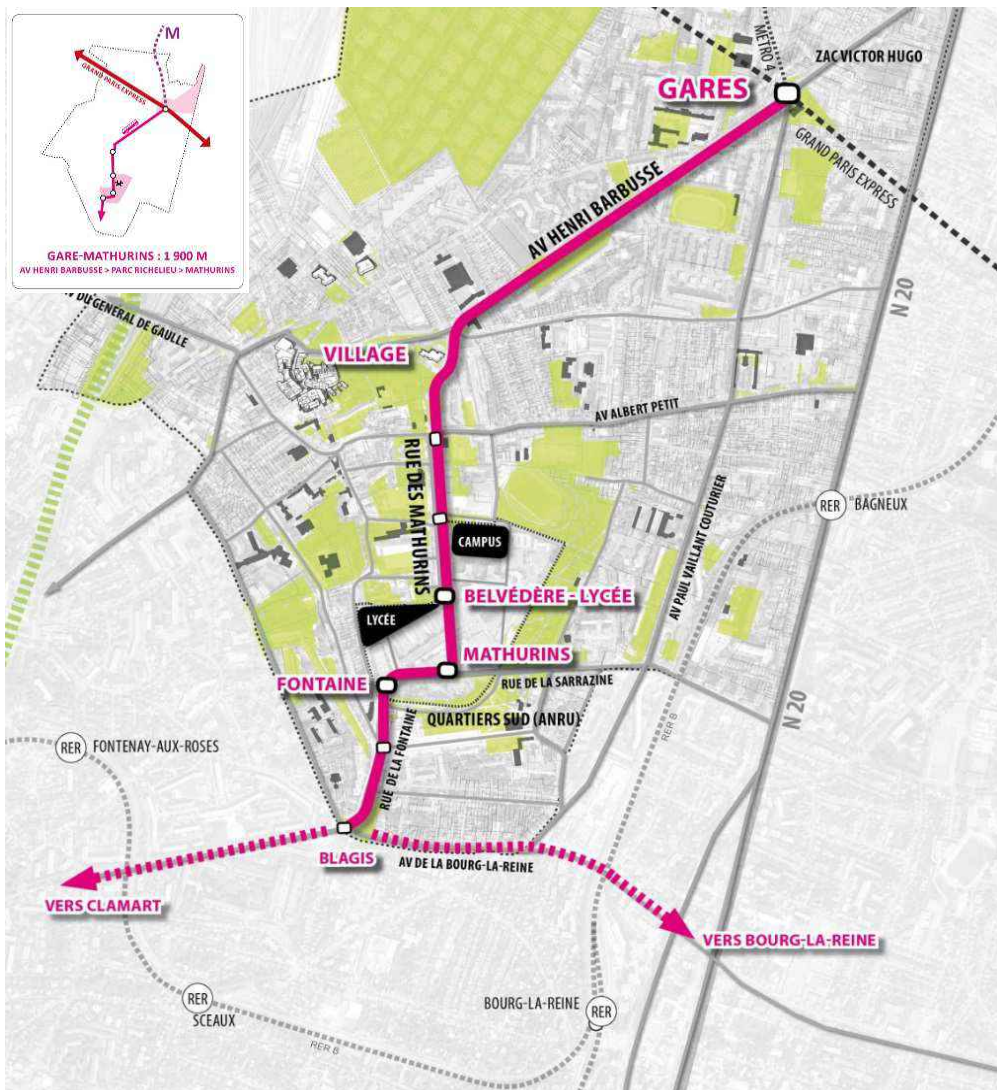 M
GRAND PARIS EXPRESS
GARE-MATHURINS : 1 900 M
AV HENRI BARBUSSE > PARC RICHELIEU > MATHURINS
METRO 4
ZAC VICTOR HUGO
GARES
GRAND PARIS EXPRESS
AV HENRI BARBUSSE
N 20
AV DU GENERAL DE GAULLE
VILLAGE
AV ALBERT PETIT
RUE DES MATHURINS
RER
BAGNEUX
CAMPUS
AV PAUL VAILLANT COUTURIER
BELVÉDÈRE - LYCÉE
LYCÉE
MATHURINS
FONTAINE
RUE DE LA SARRAZINE
QUARTIERS SUD (ANRU)
N 20
RER B
RER
FONTENAY-AUX-ROSES
RUE DE LA FONTAINE
BLAGIS
AV DE LA BOURG-LA-REINE
VERS CLAMART
VERS BOURG-LA-REINE
RER
SCEAUX
BOURG-LA-REINE
RER
RER B